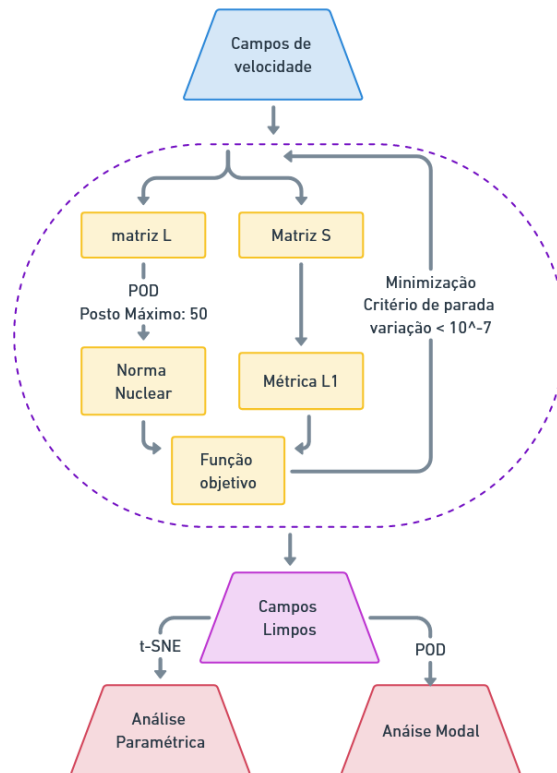 Campos de
velocidade
matriz L
Matriz S
POD
Posto Máximo: 50
Minimização
Critério de parada
variação < 10^-7
Norma
Nuclear
Métrica L1
Função
objetivo
Campos
Limpos
t-SNE
POD
Análise
Paramétrica
Anáise Modal